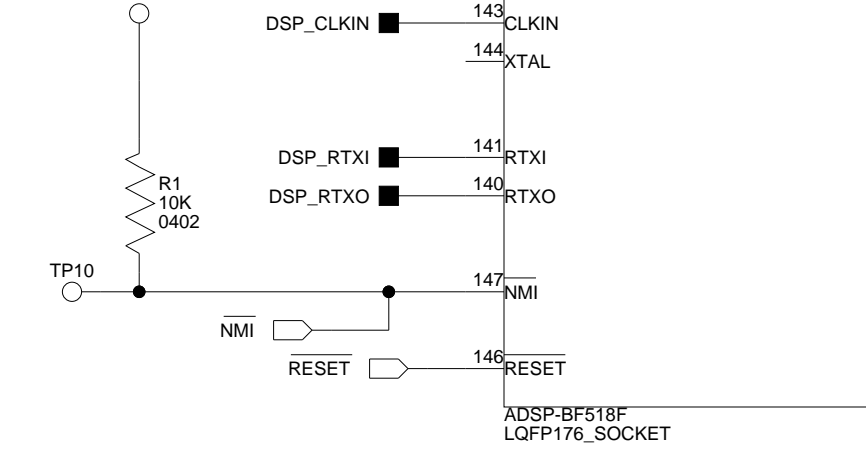 DSP_CLKIN
143
CLKIN
144
XTAL
DSP_RTXI
141
RTXI
DSP_RTXO
140
RTXO
R1
10K
0402
TP10
147
NMI
NMI
RESET
146
RESET
ADSP-BF518F
LQFP176_SOCKET